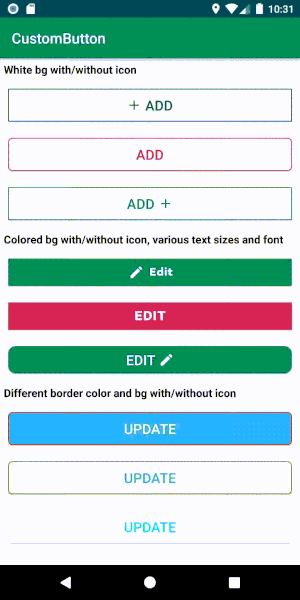 10:31
CustomButton
White bg with/without icon
+ ADD
ADD
ADD +
Colored bg with/without icon, various text sizes and font
Edit
EDIT
EDIT
Different border color and bg with/without icon
UPDATE
UPDATE
UPDATE